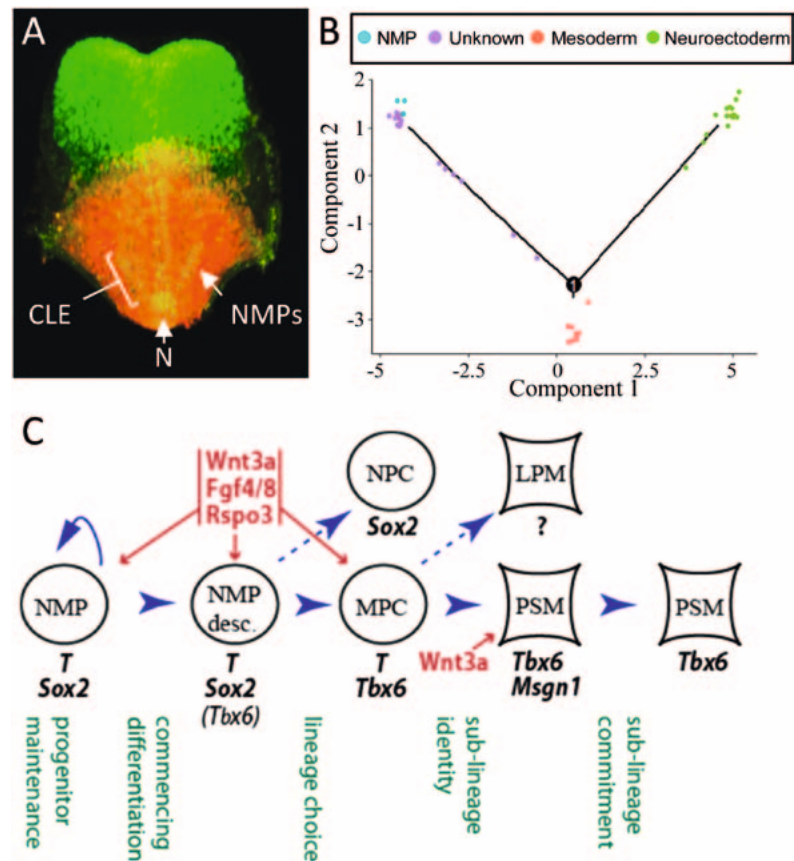 A
CLE
NMPs
N
B
NMP Unknown Mesoderm Neuroectoderm
Component 2
2
1
0
-1
-2
-3
1
-5 -2.5 0 2.5 5
Component 1
C
Wnt3a
Fgf4/8
Rspo3
NPC
Sox2
LPM
?
NMP
T
Sox2
NMP
desc.
T
Sox2
(Tbx6)
MPC
T
Tbx6
Wnt3a
PSM
Tbx6
Msgn1
PSM
Tbx6
progenitor
maintenance
commencing
differentiation
lineage choice
sub-lineage
identity
sub-lineage
commitment